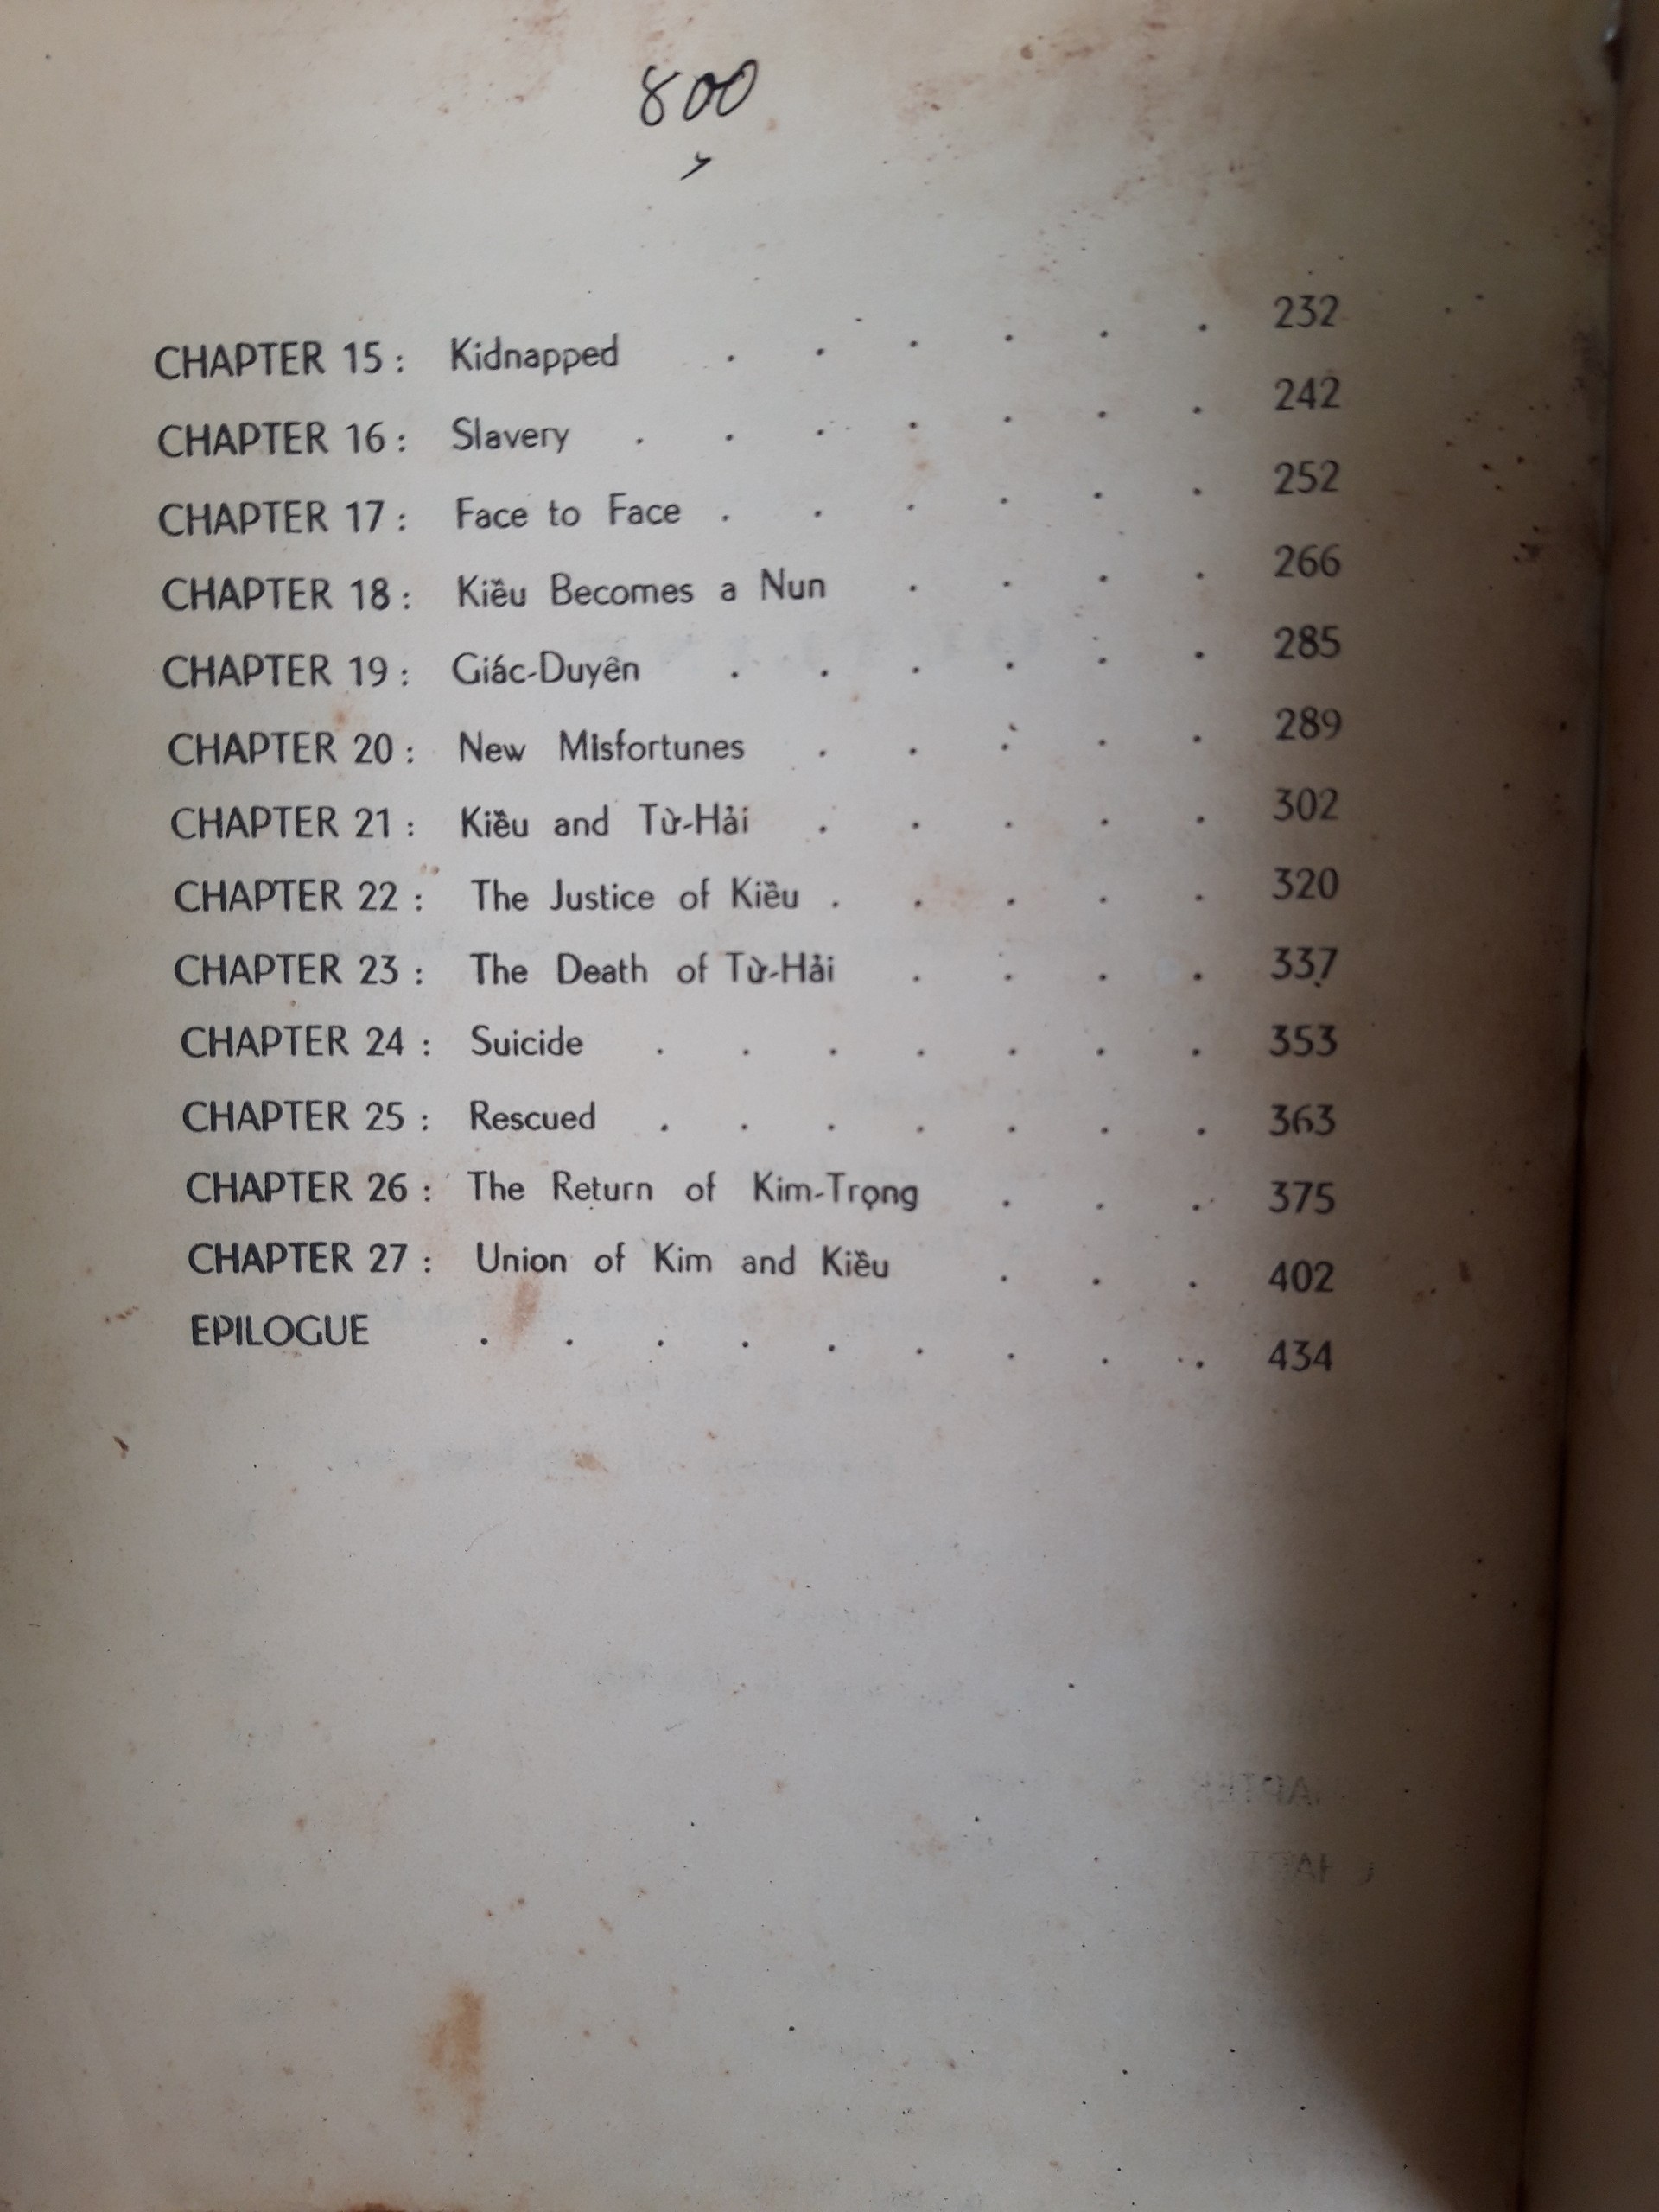 800
CHAPTER 15 : Kidnapped . . . . . . 232
CHAPTER 16 : Slavery . . . . . . . 242
CHAPTER 17 : Face to Face . . . . . . 252
CHAPTER 18 : Kiều Becomes a Nun . . . . 266
CHAPTER 19 : Giác-Duyên . . . . . . 285
CHAPTER 20 : New Misfortunes . . . . . 289
CHAPTER 21 : Kiều and Từ-Hải . . . . . 302
CHAPTER 22 : The Justice of Kiều . . . . . 320
CHAPTER 23 : The Death of Từ-Hải . . . . 337
CHAPTER 24 : Suicide . . . . . . . 353
CHAPTER 25 : Rescued . . . . . . . 363
CHAPTER 26 : The Return of Kim-Trọng . . . 375
CHAPTER 27 : Union of Kim and Kiều . . . 402
EPILOGUE . . . . . . . . . 434